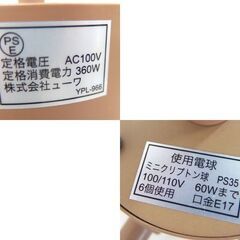 PS
E
定格電圧 AC100V
定格消費電力 360W
株式会社ユーワ
YPL-966
使用電球
ミニクリプトン球 PS35
100/110V 60Wまで
6個使用 口金E17